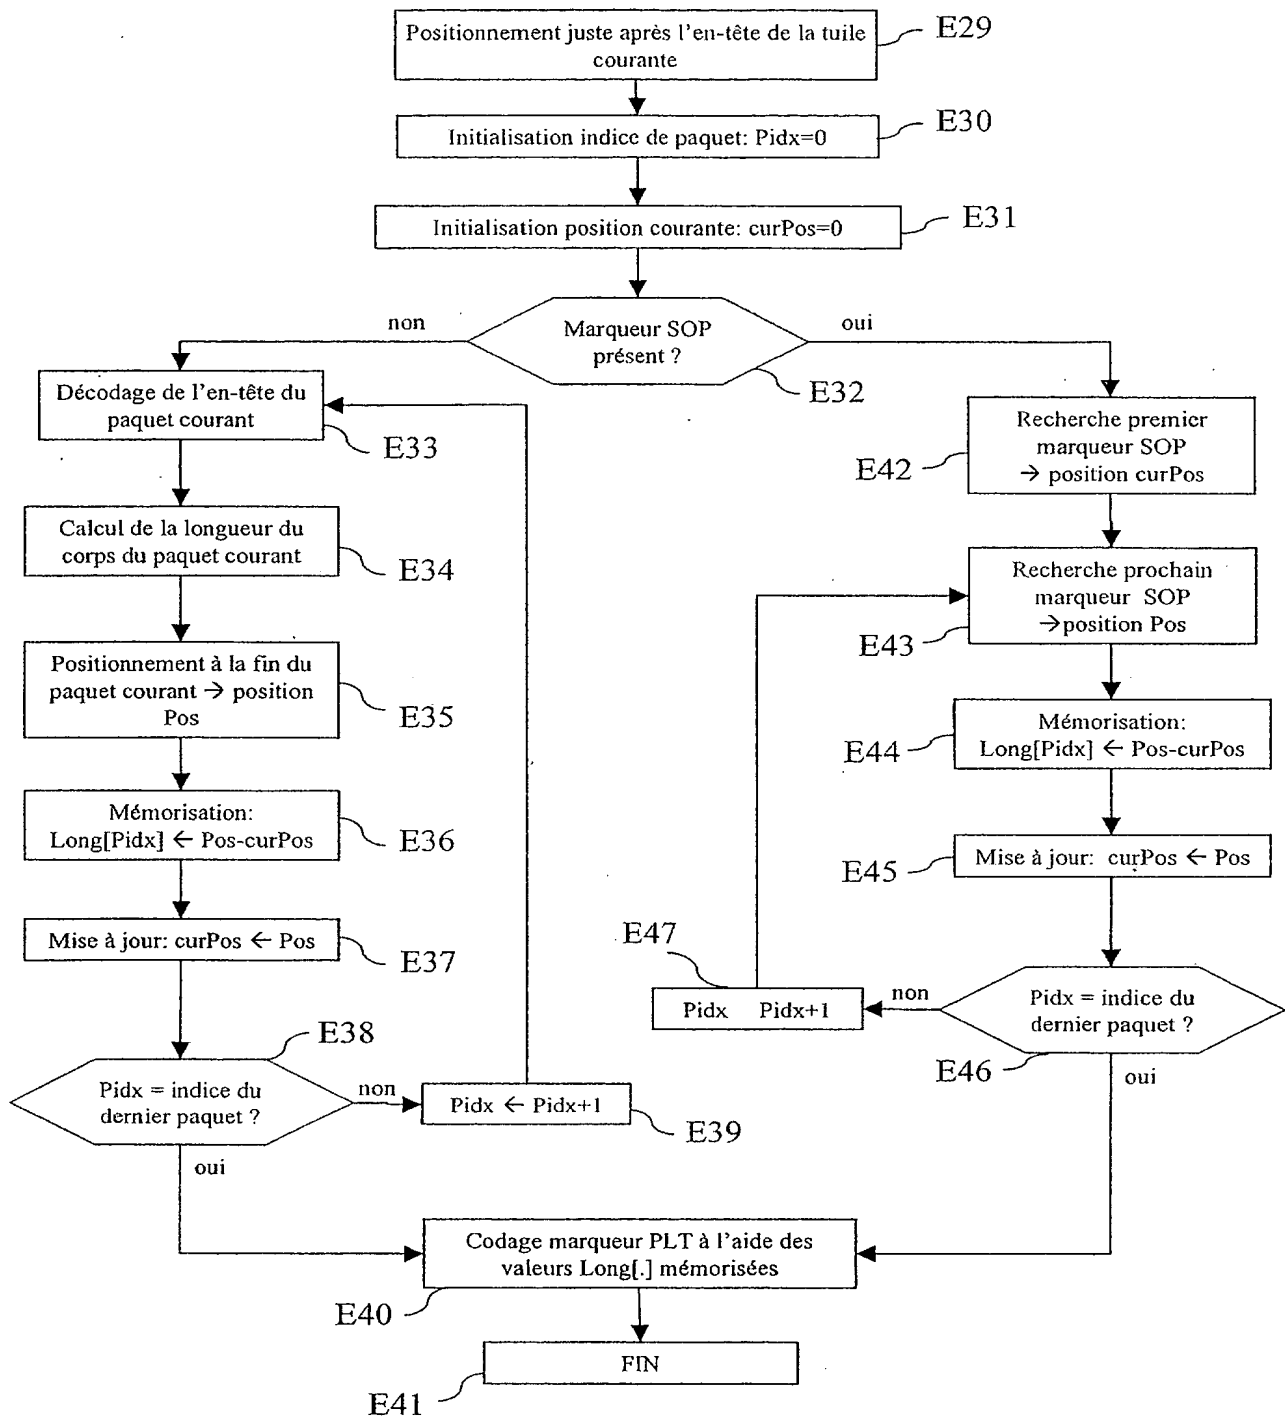 Positionnement juste après l'en-tête de la tuile
courante
E29
Initialisation indice de paquet: Pidx=0
E30
Initialisation position courante: curPos=0
E31
non
Marqueur SOP
présent ?
oui
E32
Décodage de l'en-tête du
paquet courant
E33
Calcul de la longueur du
corps du paquet courant
E34
Positionnement à la fin du
paquet courant → position
Pos
E35
Mémorisation:
Long[Pidx] ← Pos-curPos
E36
Mise à jour: curPos ← Pos
E37
E38
Pidx = indice du
dernier paquet ?
non
Pidx ← Pidx+1
E39
oui
Recherche premier
marqueur SOP
→ position curPos
E42
Recherche prochain
marqueur SOP
→position Pos
E43
Mémorisation:
Long[Pidx] ← Pos-curPos
E44
Mise à jour: curPos ← Pos
E45
E47
Pidx Pidx+1
non
Pidx = indice du
dernier paquet ?
E46
oui
Codage marqueur PLT à l'aide des
valeurs Long[.] mémorisées
E40
FIN
E41